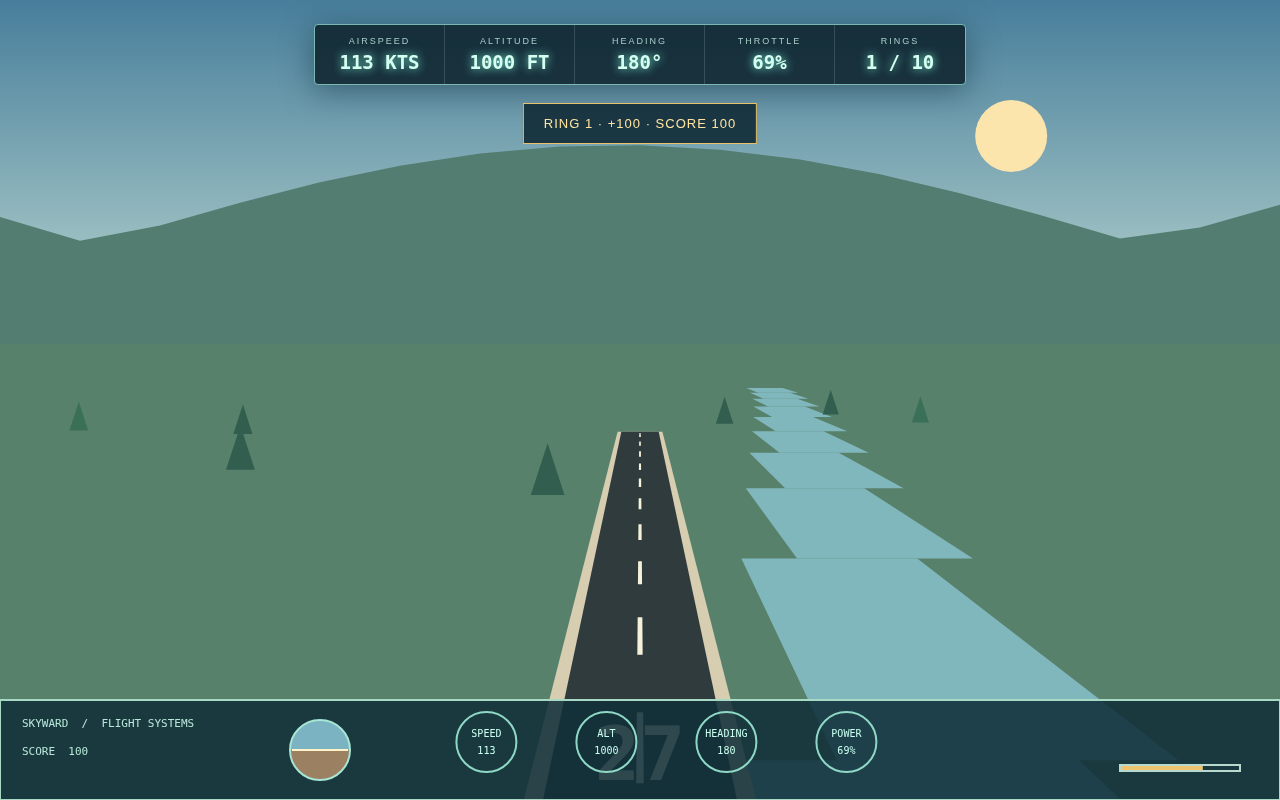 AIRSPEED ALTITUDE HEADING THROTTLE RINGS
113 KTS 1000 FT 180° 69% 1 / 10
RING 1 · +100 · SCORE 100
SKYWARD / FLIGHT SYSTEMS
SCORE 100
SPEED ALT HEADING POWER
113 1000 180 69%
27